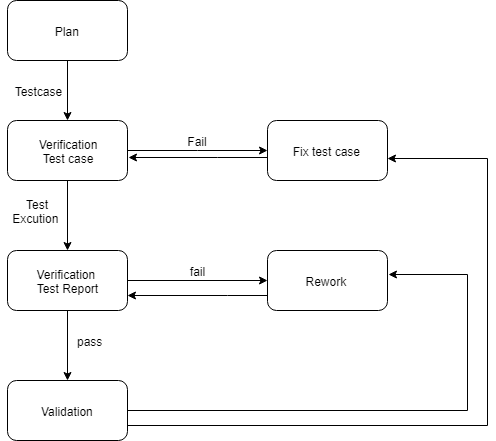 Plan
Testcase
Verification
Test case
Fail
Fix test case
Test
Excution
Verification
Test Report
fail
Rework
pass
Validation